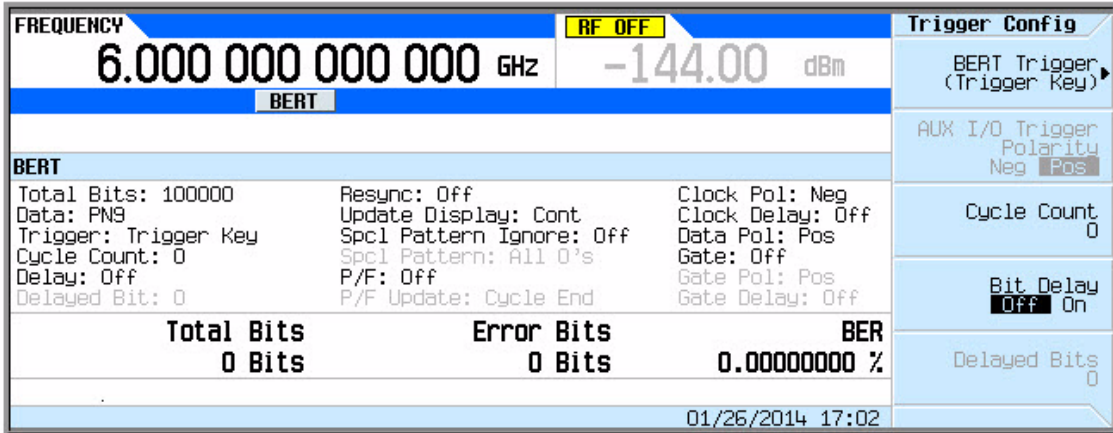 FREQUENCY
6.000 000 000 000 GHz
RF OFF
-144.00 dBm
BERT
BERT
Total Bits: 100000
Data: PN9
Trigger: Trigger Key
Cycle Count: 0
Delay: Off
Delayed Bit: 0
Resync: Off
Update Display: Cont
Spcl Pattern Ignore: Off
Spcl Pattern: All 0's
P/F: Off
P/F Update: Cycle End
Clock Pol: Neg
Clock Delay: Off
Data Pol: Pos
Gate: Off
Gate Pol: Pos
Gate Delay: Off
Total Bits Error Bits BER
0 Bits 0 Bits 0.00000000 %
01/26/2014 17:02
Trigger Config
BERT Trigger
(Trigger Key)
AUX I/O Trigger
Polarity
Neg Pos
Cycle Count
0
Bit Delay
Off On
Delayed Bits
0